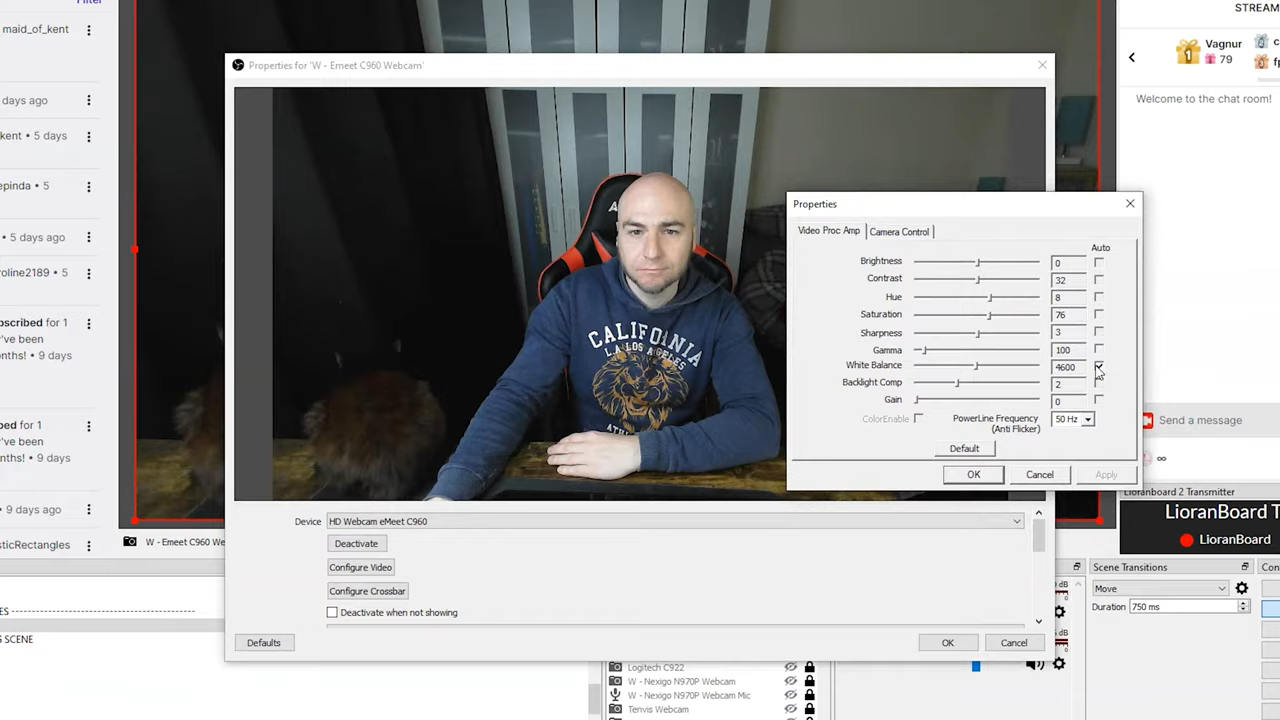 Filter
maid_of_kent
days ago
kent • 5 days
epinda • 5
5 days ago
roline2189 • 5
scribed for 1
y've been
onths! • 9 days
bed for 1
y've been
onths! • 9 days
• 9 days ago
sticRectangles
Properties for 'W - Emeet C960 Webcam'
CALIFORNIA
L.A. LOS ANGELES
Properties
Video Proc Amp
Camera Control
Auto
Brightness 0
Contrast 32
Hue 8
Saturation 76
Sharpness 3
Gamma 100
White Balance 4600
Backlight Comp 2
Gain 0
ColorEnable
PowerLine Frequency
(Anti Flicker)
50 Hz
Default
OK
Cancel
Apply
Device
HD Webcam eMeet C960
Deactivate
Configure Video
Configure Crossbar
Deactivate when not showing
Defaults
OK
Cancel
W - Emeet C960 We
ES
SCENE
STREAM
1
Vagnur
79
Welcome to the chat room!
Send a message
Lioranboard 2 Transmitter
LioranBoard T
LioranBoard
Scene Transitions
Move
Duration
750 ms
Logitech C922
W - Nexigo N970P Webcam
W - Nexigo N970P Webcam Mic
Tenvis Webcam